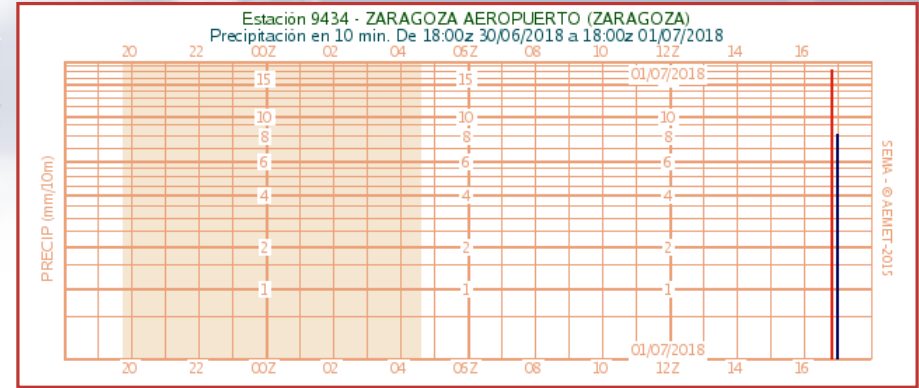 Estación 9434 - ZARAGOZA AEROPUERTO (ZARAGOZA)
Precipitación en 10 min. De 18:00z 30/06/2018 a 18:00z 01/07/2018
20 22 00Z 02 04 06Z 08 10 12Z 14 16
01/07/2018
15 15
10 10 10
8 8 8
6 6 6
4 4 4
2 2 2
1 1 1
PRECIP (mm/10m)
SEMA - © AEMET-2015
01/07/2018
20 22 00Z 02 04 06Z 08 10 12Z 14 16